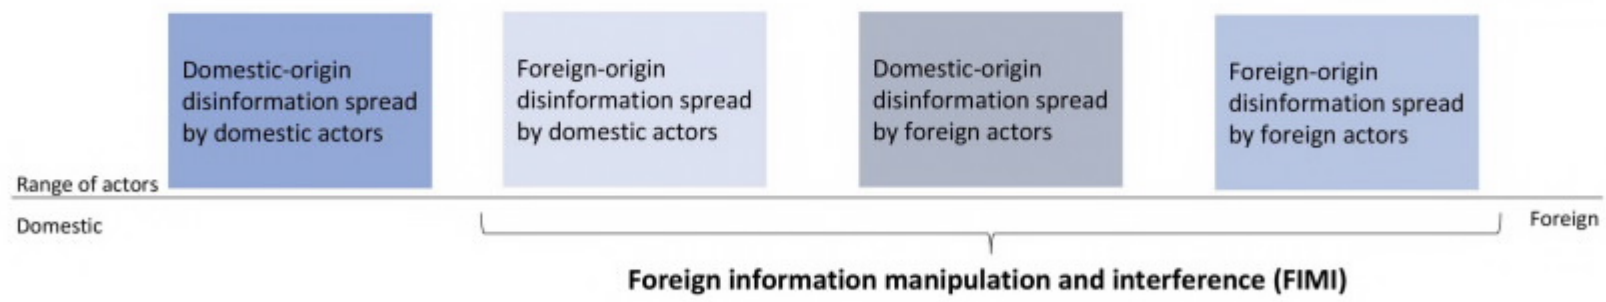 Domestic-origin
disinformation spread
by domestic actors
Foreign-origin
disinformation spread
by domestic actors
Domestic-origin
disinformation spread
by foreign actors
Foreign-origin
disinformation spread
by foreign actors
Range of actors
Domestic
Foreign
Foreign information manipulation and interference (FIMI)